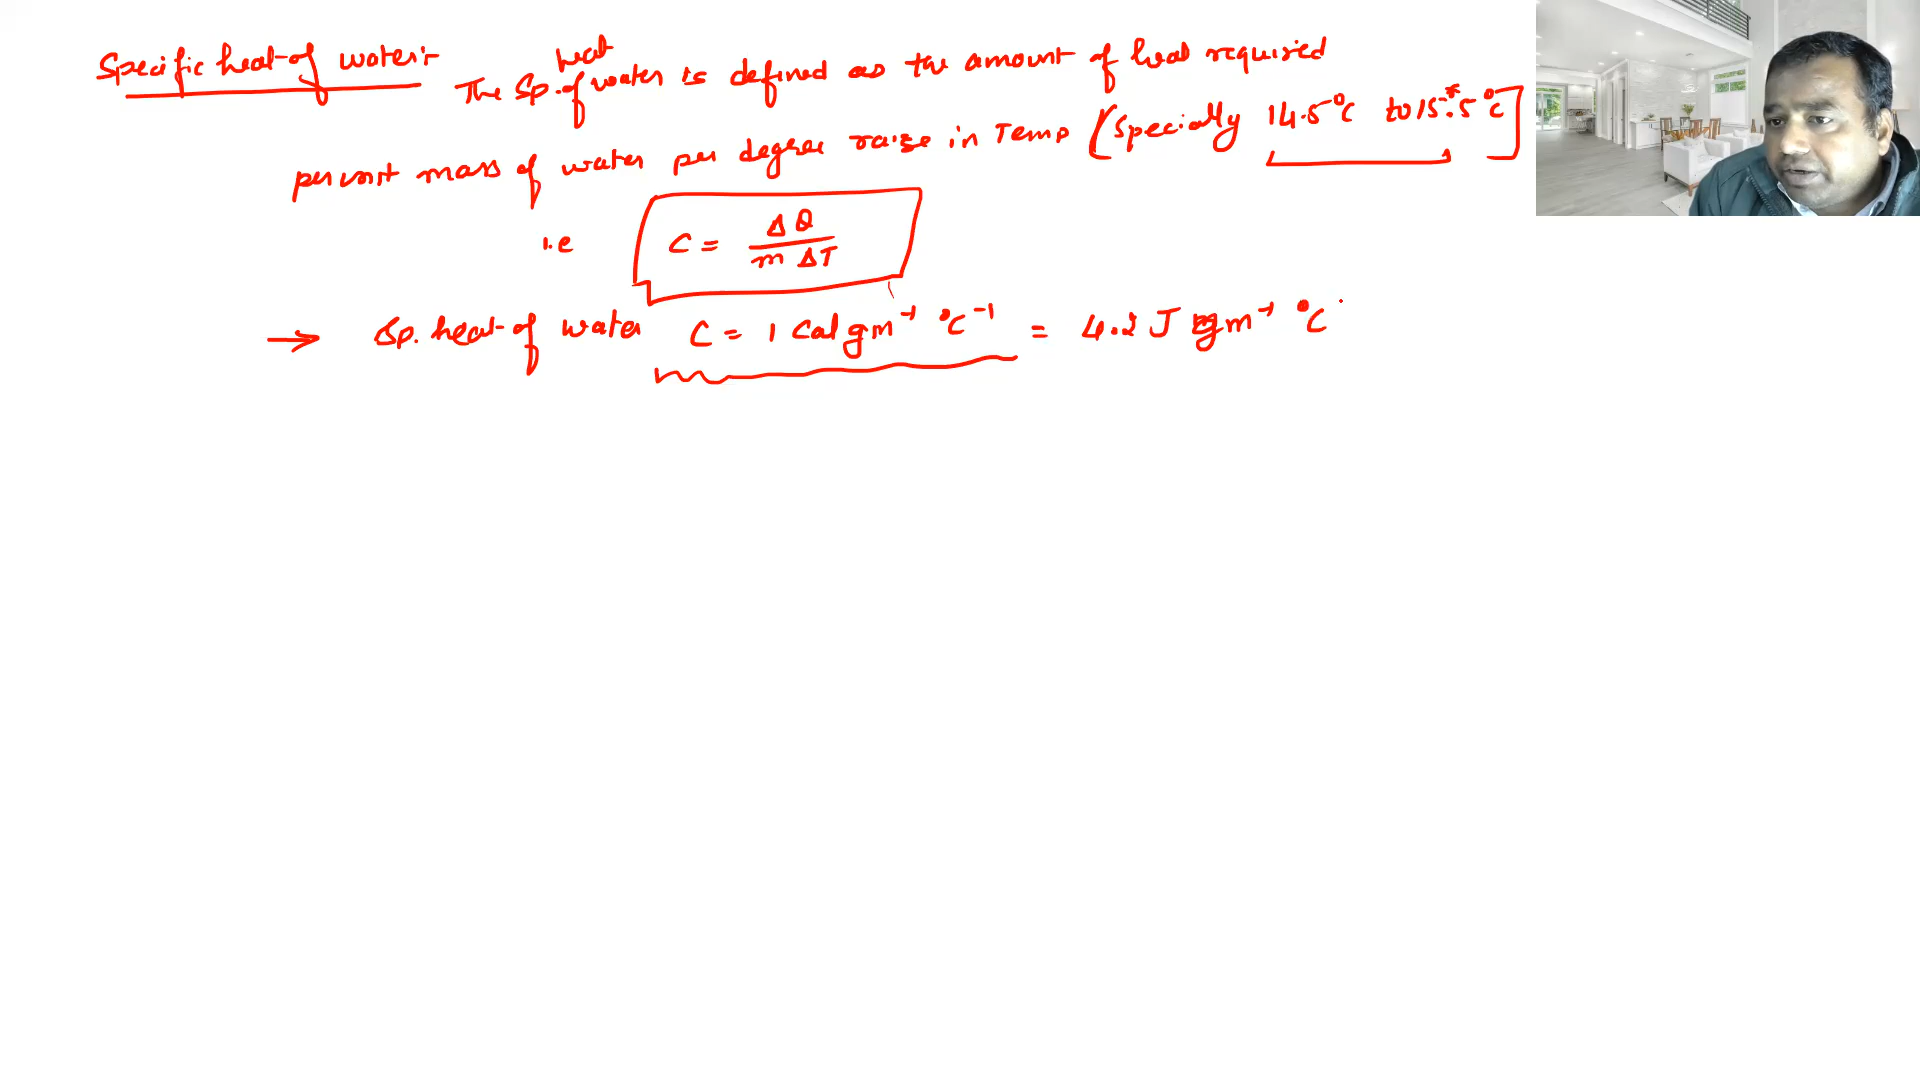 Specific heat of water:- The Sp. heat of water is defined as the amount of heat required
per unit mass of water per degree raise in Temp [Specially 14.5°C to 15.5°C]
i.e C = ΔQ / m ΔT
→ Sp. heat of water C = 1 Cal gm⁻¹ °C⁻¹ = 4.2 J gm⁻¹ °C